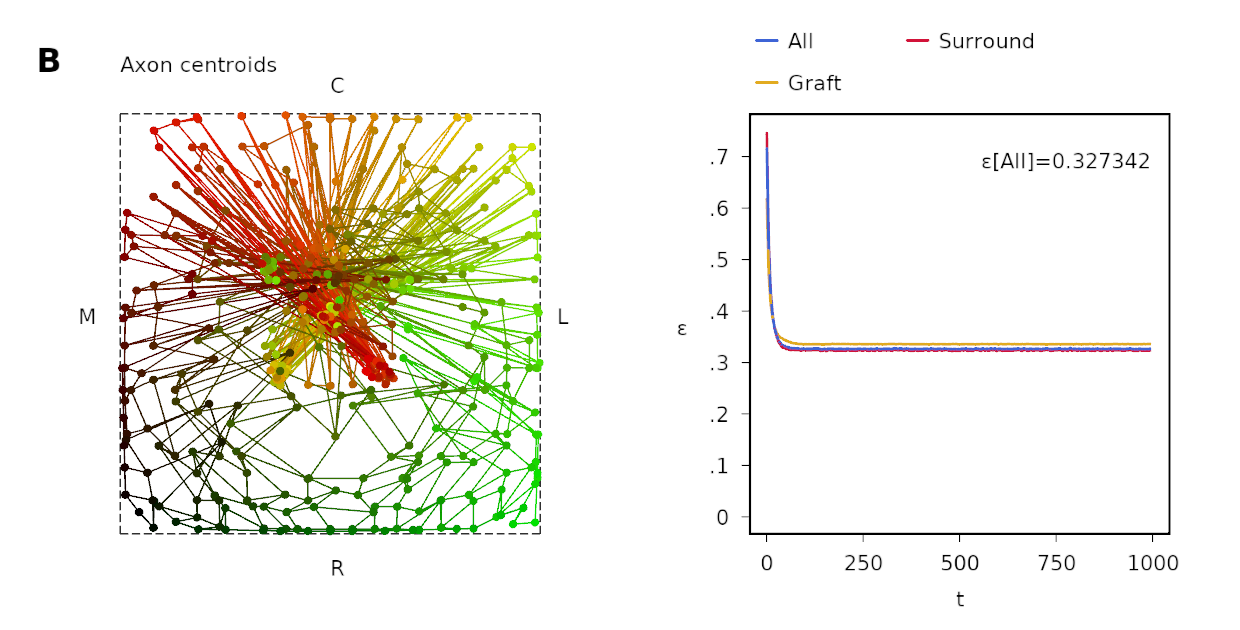 B
Axon centroids
C
M
L
R
All
Surround
Graft
ε[All]=0.327342
ε
.7
.6
.5
.4
.3
.2
.1
0
0 250 500 750 1000
t